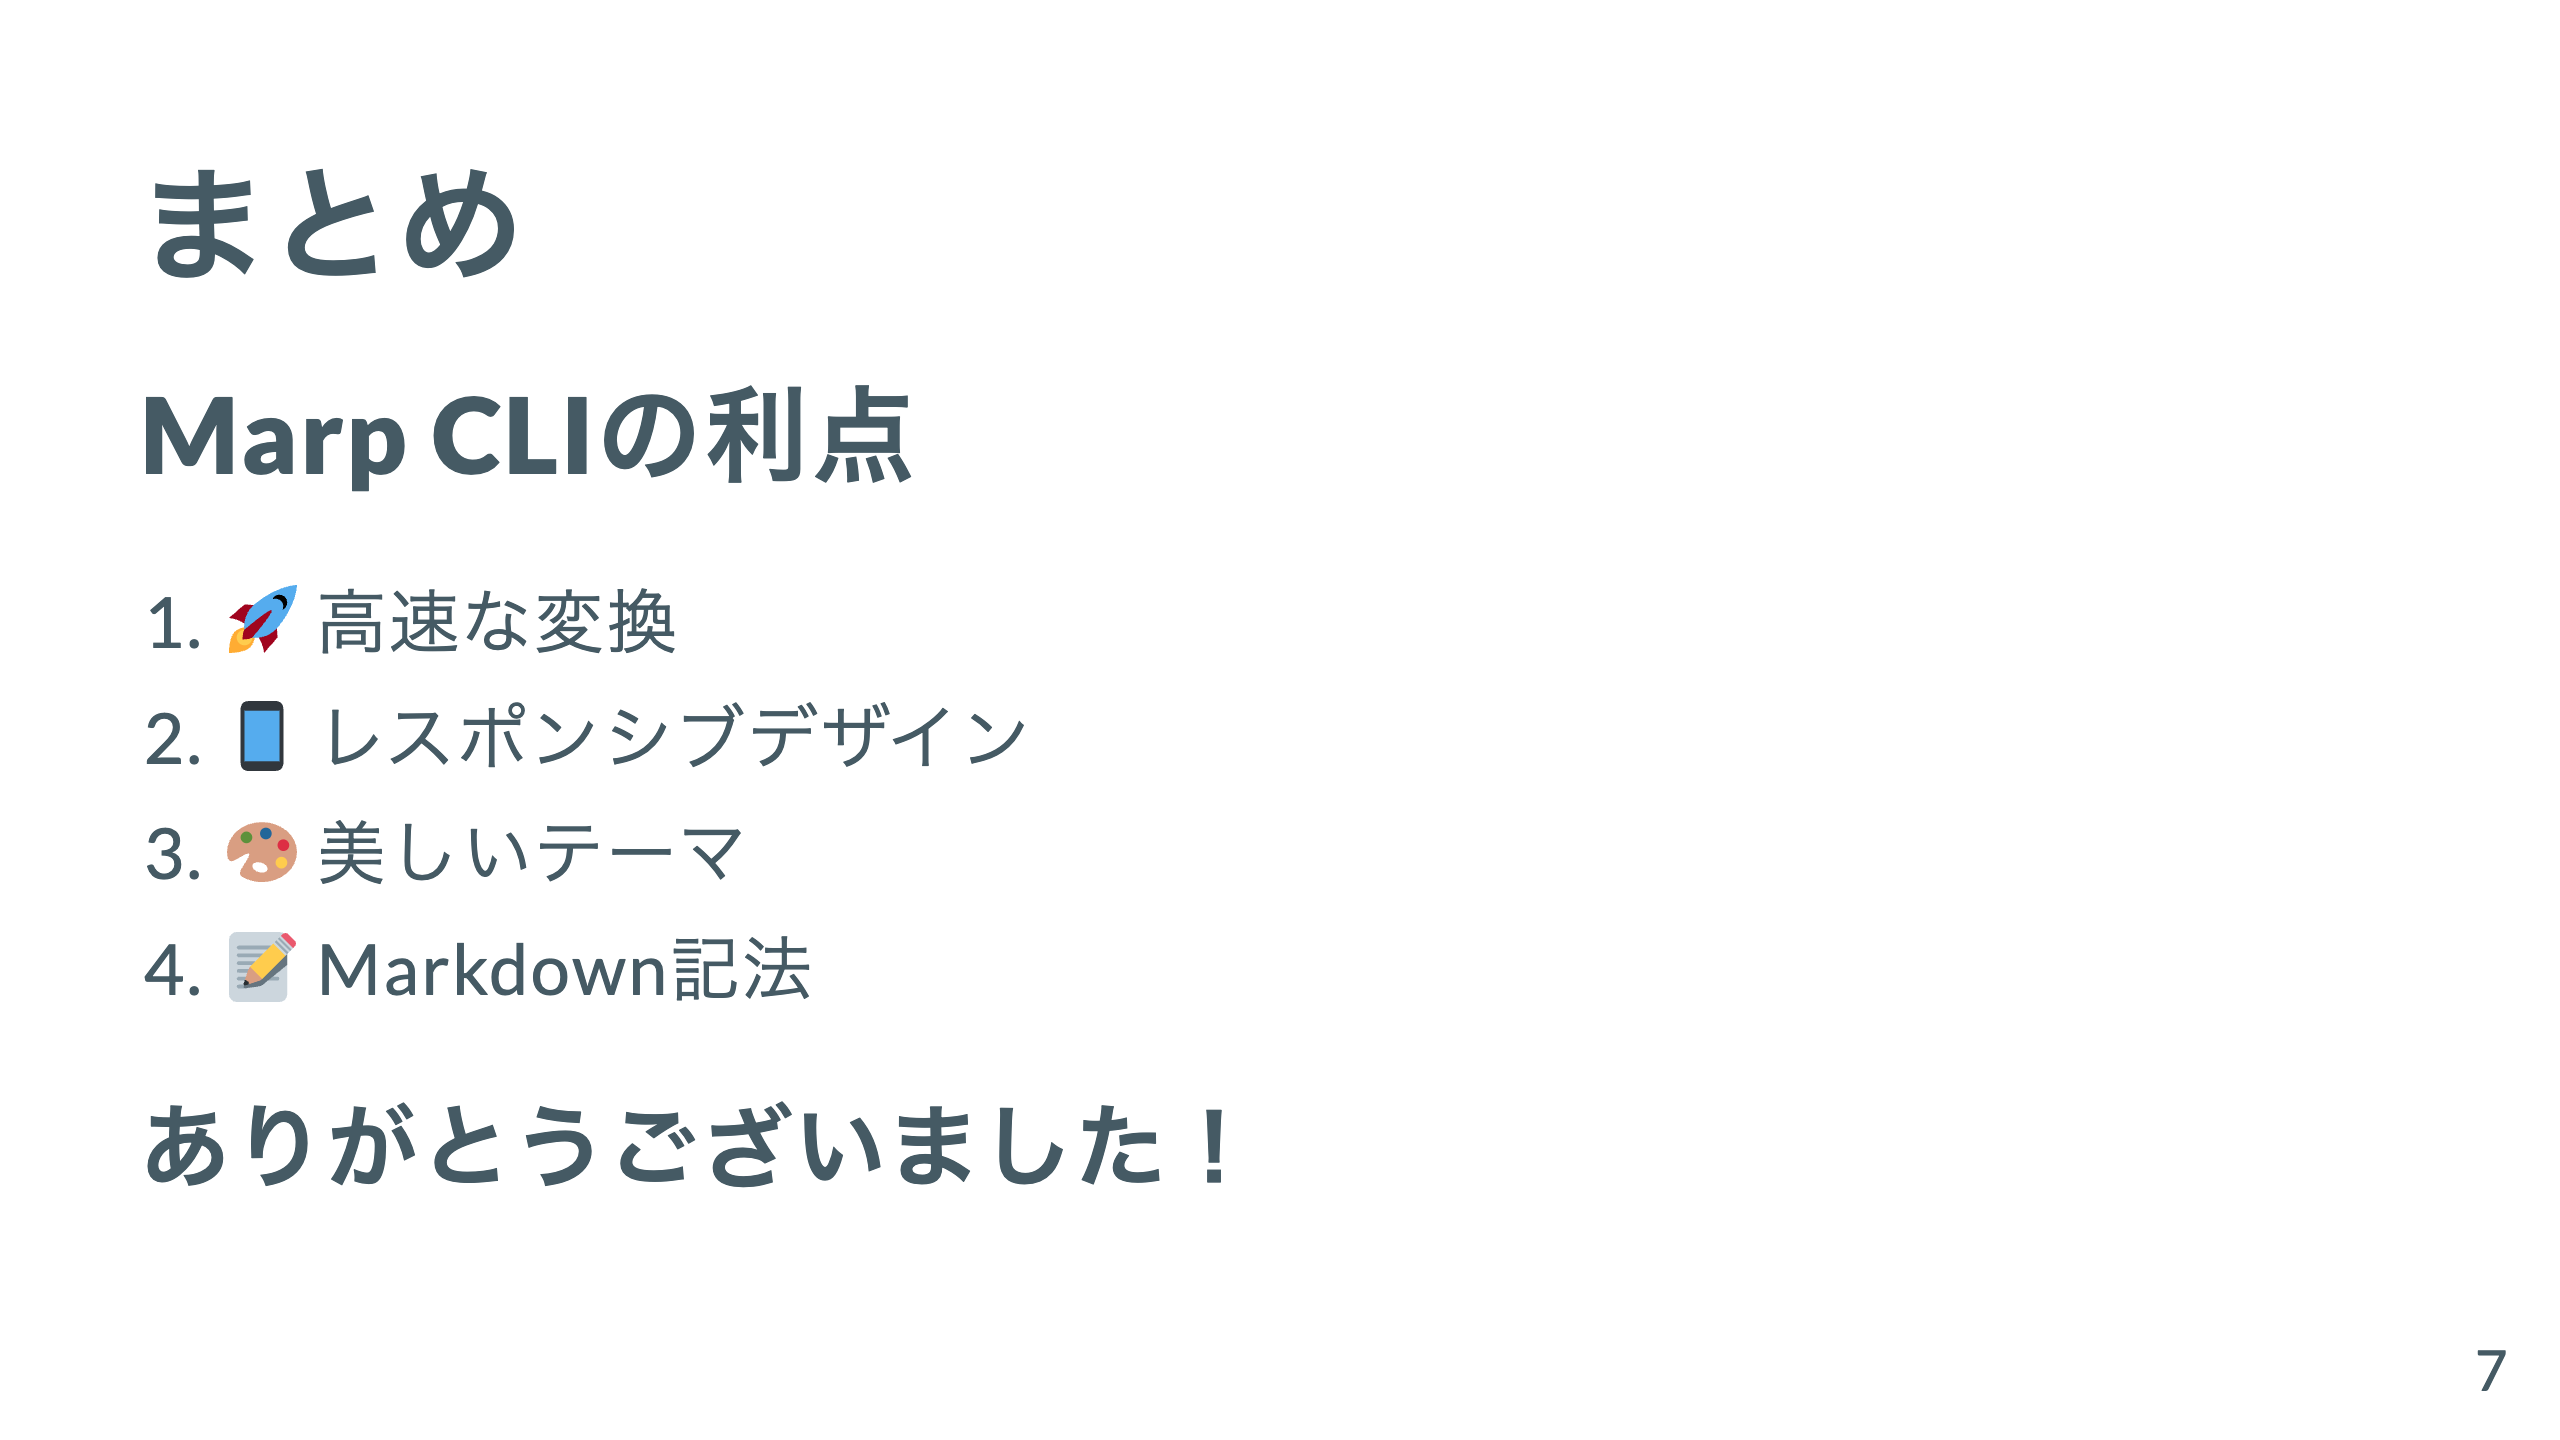 まとめ
Marp CLIの利点
1. 🚀 高速な変換
2. 📱 レスポンシブデザイン
3. 🎨 美しいテーマ
4. 📝 Markdown記法
ありがとうございました！
7